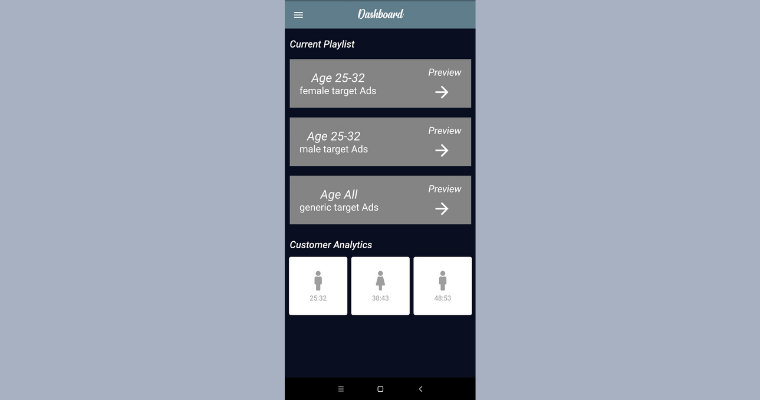 Dashboard
Current Playlist
Age 25-32
female target Ads
Preview
Age 25-32
male target Ads
Preview
Age All
generic target Ads
Preview
Customer Analytics
25:32
38:43
48:53